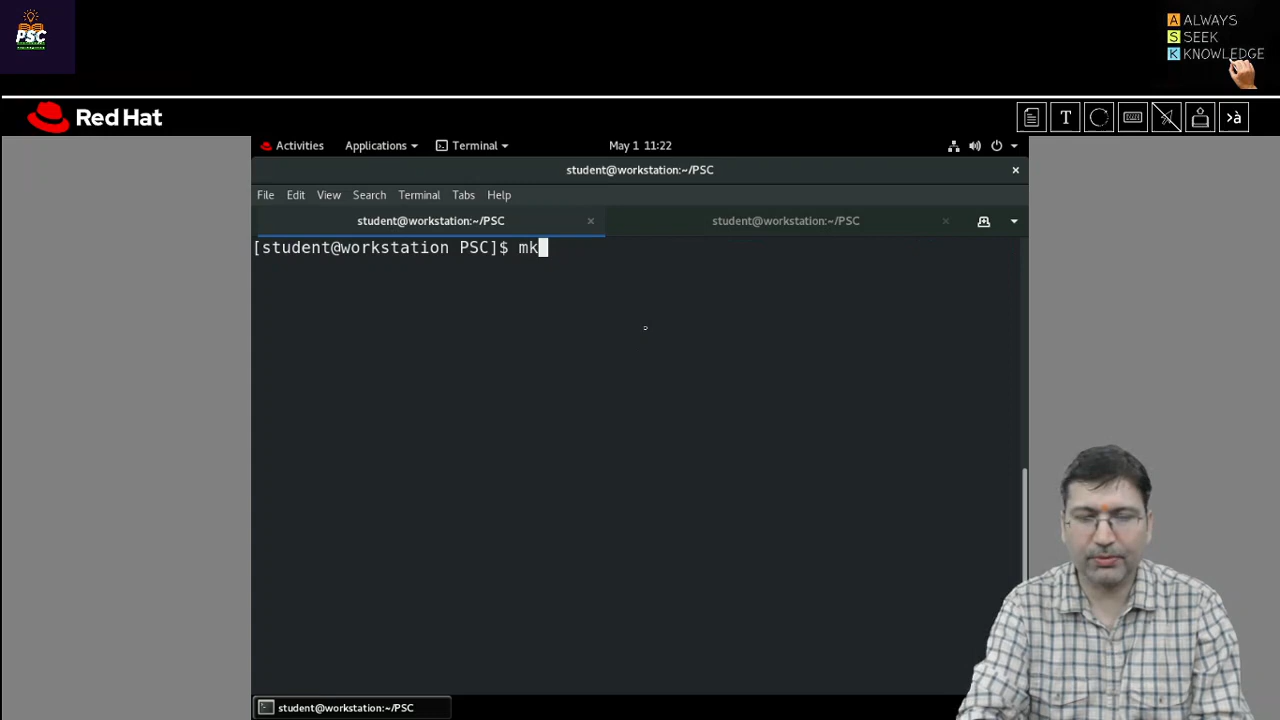 PSC
A ALWAYS
S SEEK
K KNOWLEDGE
Red Hat
T
>à
Activities Applications Terminal May 1 11:22
student@workstation:~/PSC
File Edit View Search Terminal Tabs Help
student@workstation:~/PSC student@workstation:~/PSC
[student@workstation PSC]$ mk
student@workstation:~/PSC